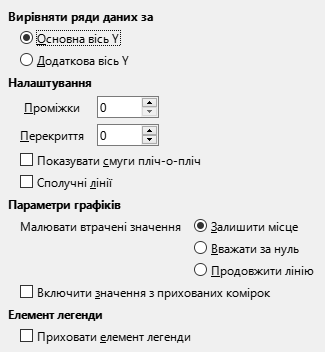 Вирівняти ряди даних за
Основна вісь Y
Додаткова вісь Y
Налаштування
Проміжки 0
Перекриття 0
Показувати смуги пліч-о-пліч
Сполучні лінії
Параметри графіків
Малювати втрачені значення Залишити місце
Вважати за нуль
Продовжити лінію
Включити значення з прихованих комірок
Елемент легенди
Приховати елемент легенди